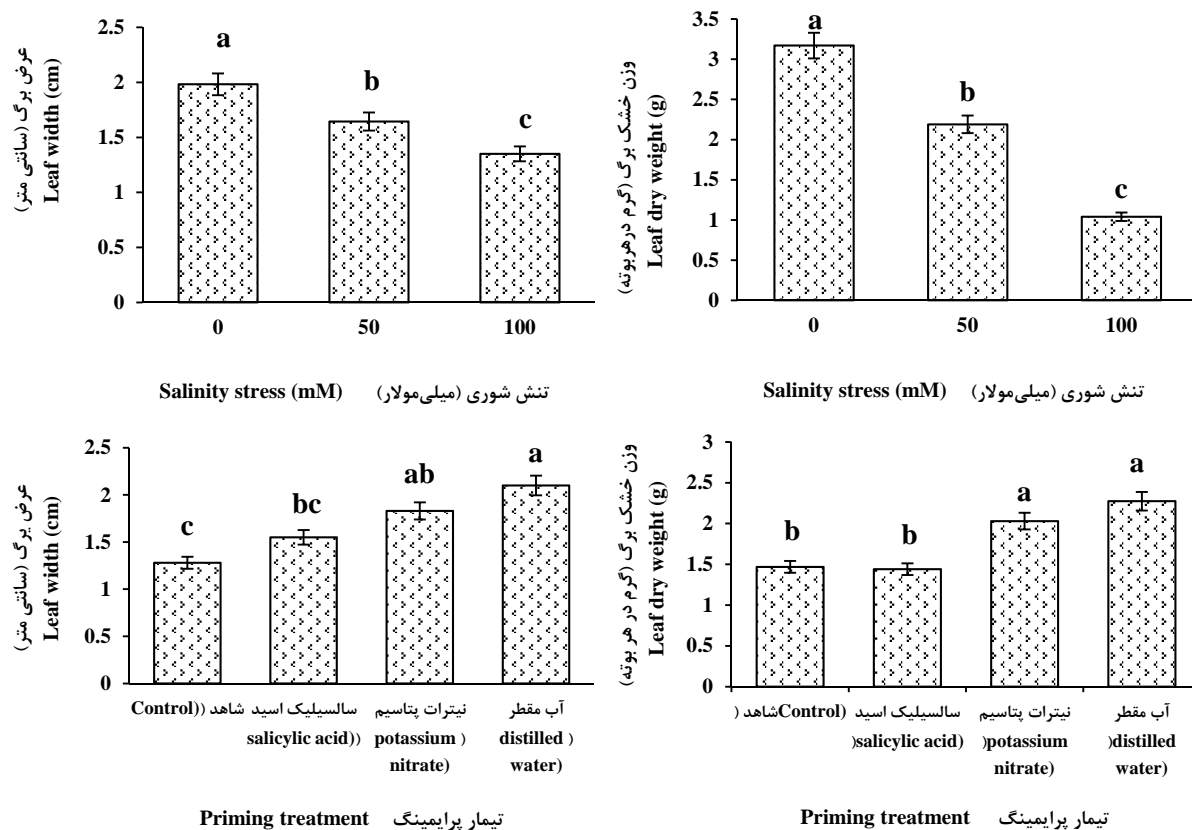 عرض برگ (سانتی متر)
Leaf width (cm)
2.5
2
1.5
1
0.5
0
a
b
c
0 50 100
Salinity stress (mM) تنش شوری (میلی‌مولار)
وزن خشک برگ (گرم درهر بوته)
Leaf dry weight (g)
3.5
3
2.5
2
1.5
1
0.5
0
a
b
c
0 50 100
Salinity stress (mM) تنش شوری (میلی‌مولار)
عرض برگ (سانتی متر)
Leaf width (cm)
2.5
2
1.5
1
0.5
0
c
bc
ab
a
Control)) شاهد
سالسیلیک اسید
salicylic acid))
نیترات پتاسیم
potassium )
nitrate)
آب مقطر
distilled )
water)
Priming treatment تیمار پرایمینگ
وزن خشک برگ (گرم در هر بوته)
Leaf dry weight (g)
3
2.5
2
1.5
1
0.5
0
b
b
a
a
(Controlشاهد (
سالسیلیک اسید
)salicylic acid)
نیترات پتاسیم
)potassium
nitrate)
آب مقطر
)distilled
water)
Priming treatment تیمار پرایمینگ